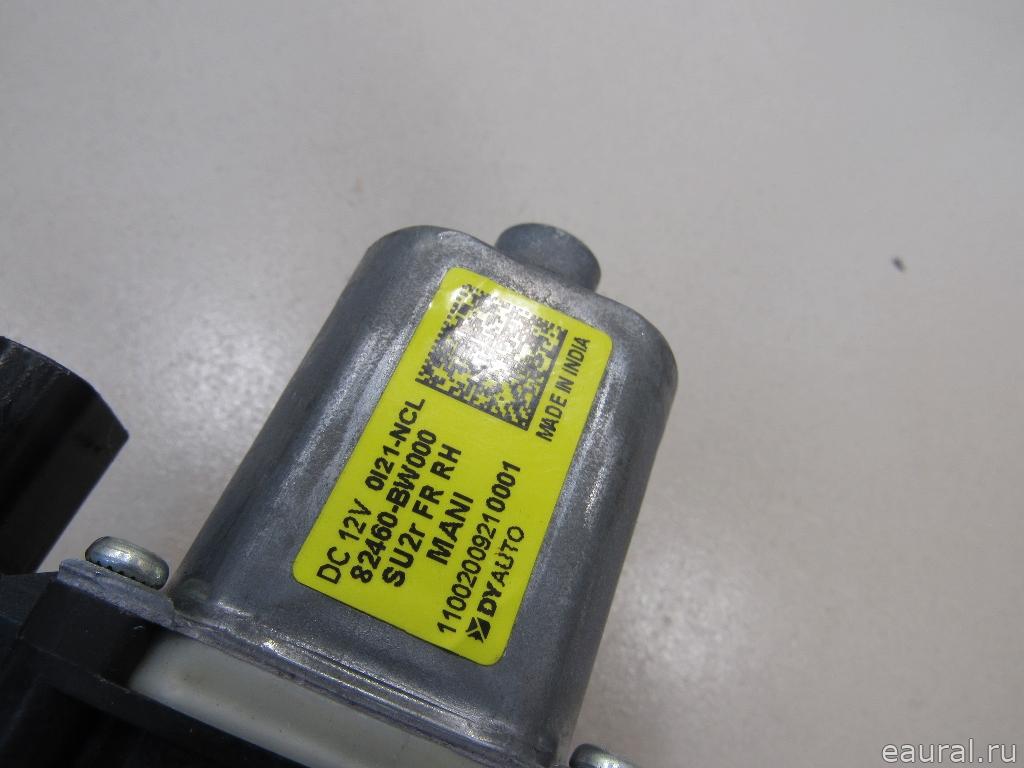 MADE IN INDIA
DC 12V 0I21-NCL
82460-BW000
SU2r FR RH
MANI
11002009210001
DYAUTO
eaural.ru